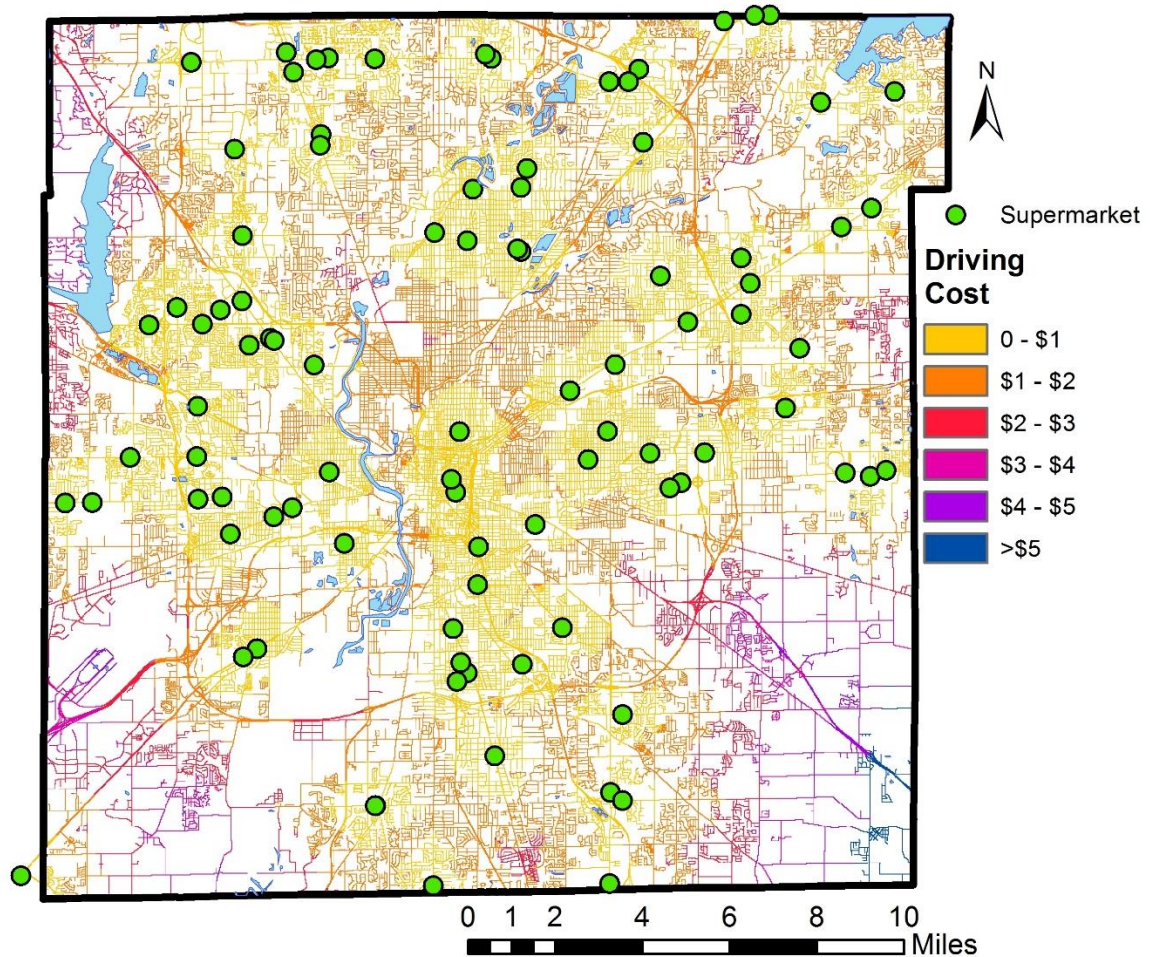 N
Supermarket
Driving
Cost
0 - $1
$1 - $2
$2 - $3
$3 - $4
$4 - $5
>$5
0 1 2 4 6 8 10
Miles